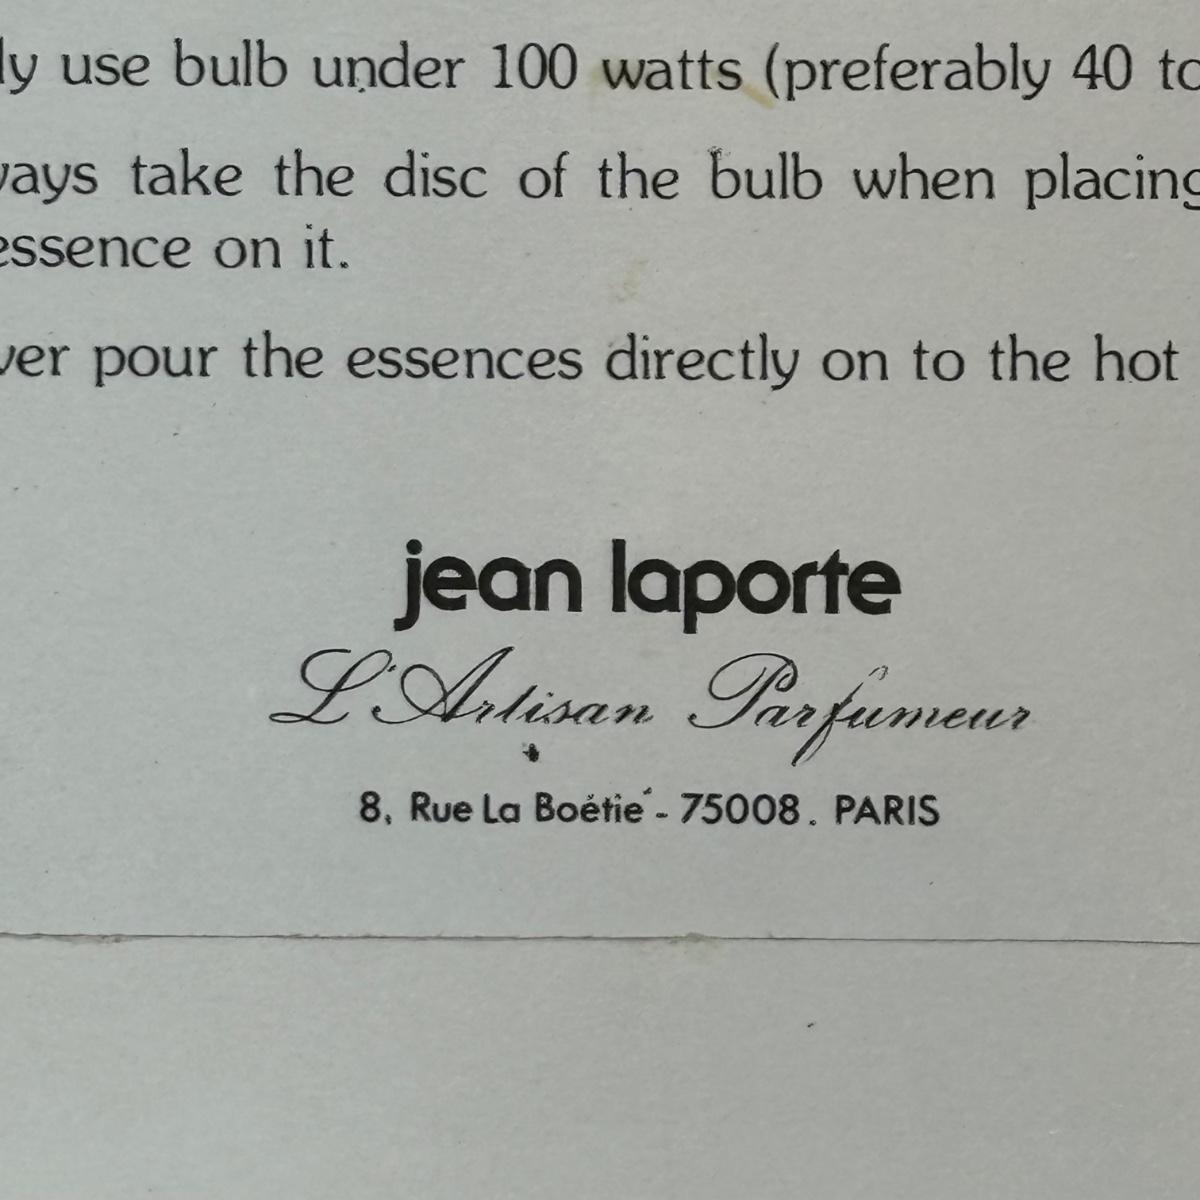 ly use bulb under 100 watts (preferably 40 to
ways take the disc of the bulb when placing
essence on it.
ver pour the essences directly on to the hot
jean laporte
L'Artisan Parfumeur
8, Rue La Boétie - 75008. PARIS